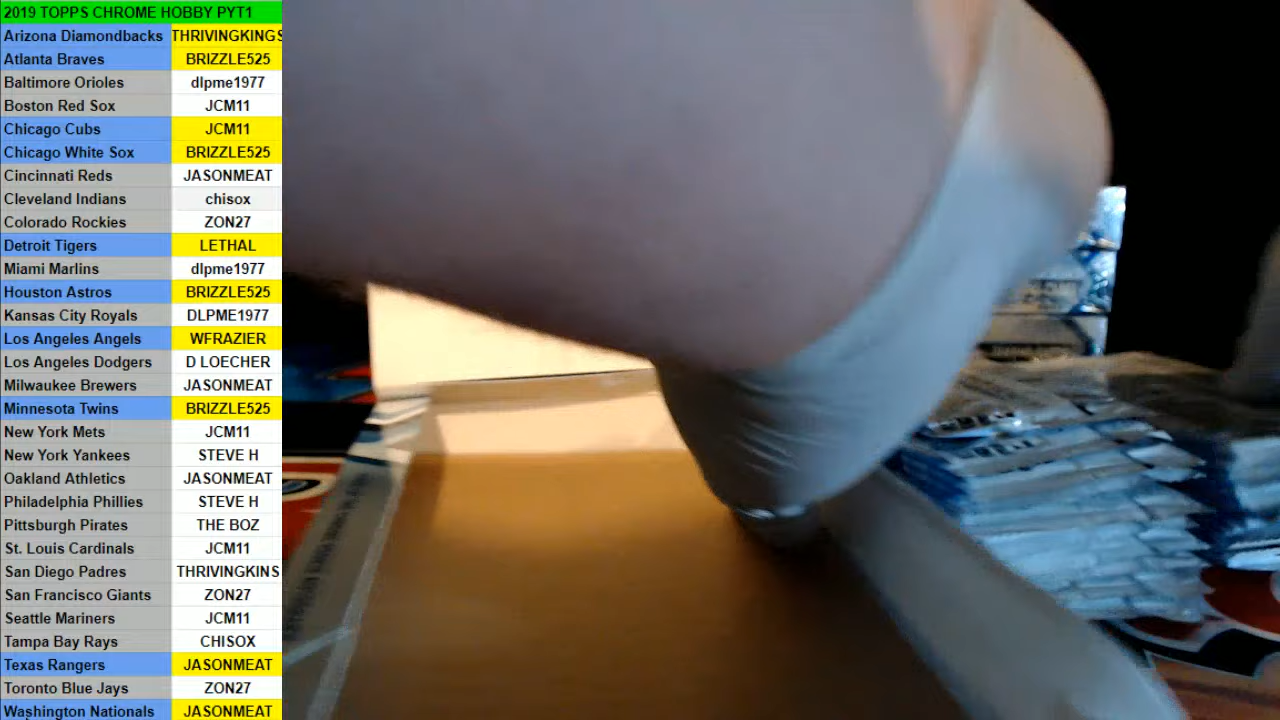 2019 TOPPS CHROME HOBBY PYT1
Arizona Diamondbacks THRIVINGKINGS
Atlanta Braves BRIZZLE525
Baltimore Orioles dlpme1977
Boston Red Sox JCM11
Chicago Cubs JCM11
Chicago White Sox BRIZZLE525
Cincinnati Reds JASONMEAT
Cleveland Indians chisox
Colorado Rockies ZON27
Detroit Tigers LETHAL
Miami Marlins dlpme1977
Houston Astros BRIZZLE525
Kansas City Royals DLPME1977
Los Angeles Angels WFRAZIER
Los Angeles Dodgers D LOECHER
Milwaukee Brewers JASONMEAT
Minnesota Twins BRIZZLE525
New York Mets JCM11
New York Yankees STEVE H
Oakland Athletics JASONMEAT
Philadelphia Phillies STEVE H
Pittsburgh Pirates THE BOZ
St. Louis Cardinals JCM11
San Diego Padres THRIVINGKINS
San Francisco Giants ZON27
Seattle Mariners JCM11
Tampa Bay Rays CHISOX
Texas Rangers JASONMEAT
Toronto Blue Jays ZON27
Washington Nationals JASONMEAT